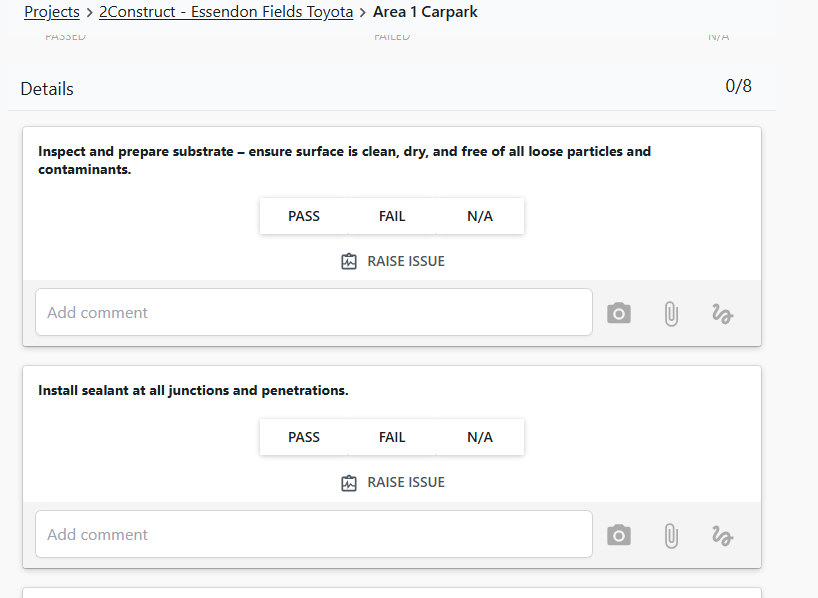 Projects > 2Construct - Essendon Fields Toyota > Area 1 Carpark
PASSED FAILED N/A
Details 0/8
Inspect and prepare substrate – ensure surface is clean, dry, and free of all loose particles and
contaminants.
PASS FAIL N/A
RAISE ISSUE
Add comment
Install sealant at all junctions and penetrations.
PASS FAIL N/A
RAISE ISSUE
Add comment